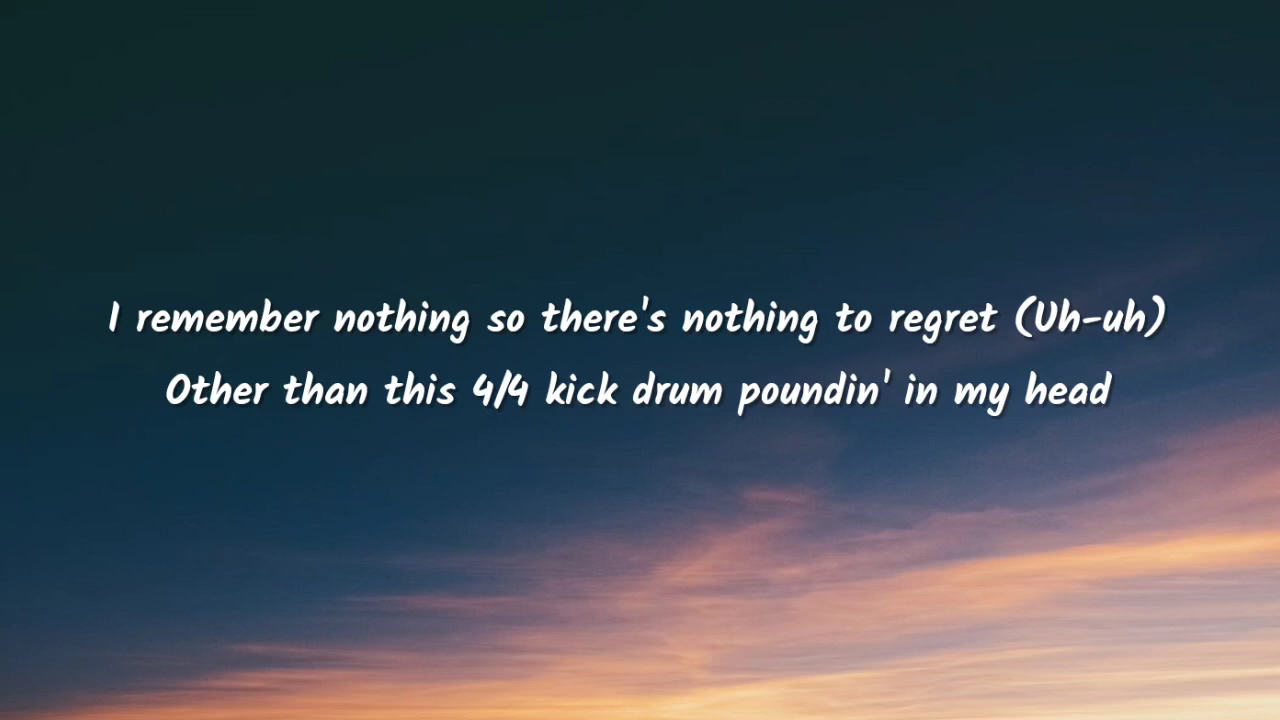 I remember nothing so there's nothing to regret (Uh-uh)
Other than this 4/4 kick drum poundin' in my head